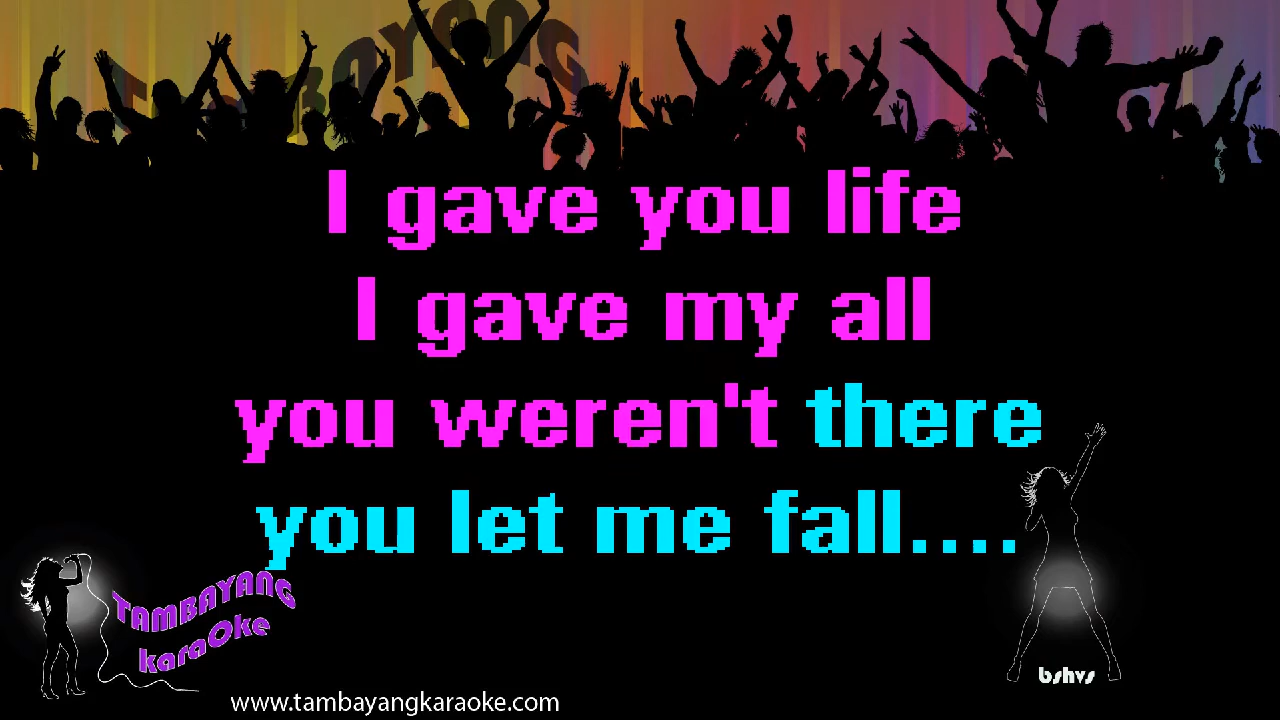 TAMBAYANG
I gave you life
I gave my all
you weren't there
you let me fall....
TAMBAYANG
karaOke
bshvs
www.tambayangkaraoke.com